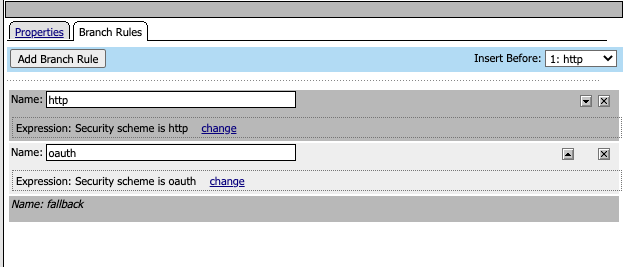 Properties Branch Rules
Add Branch Rule Insert Before: 1: http
Name: http
Expression: Security scheme is http change
Name: oauth
Expression: Security scheme is oauth change
Name: fallback